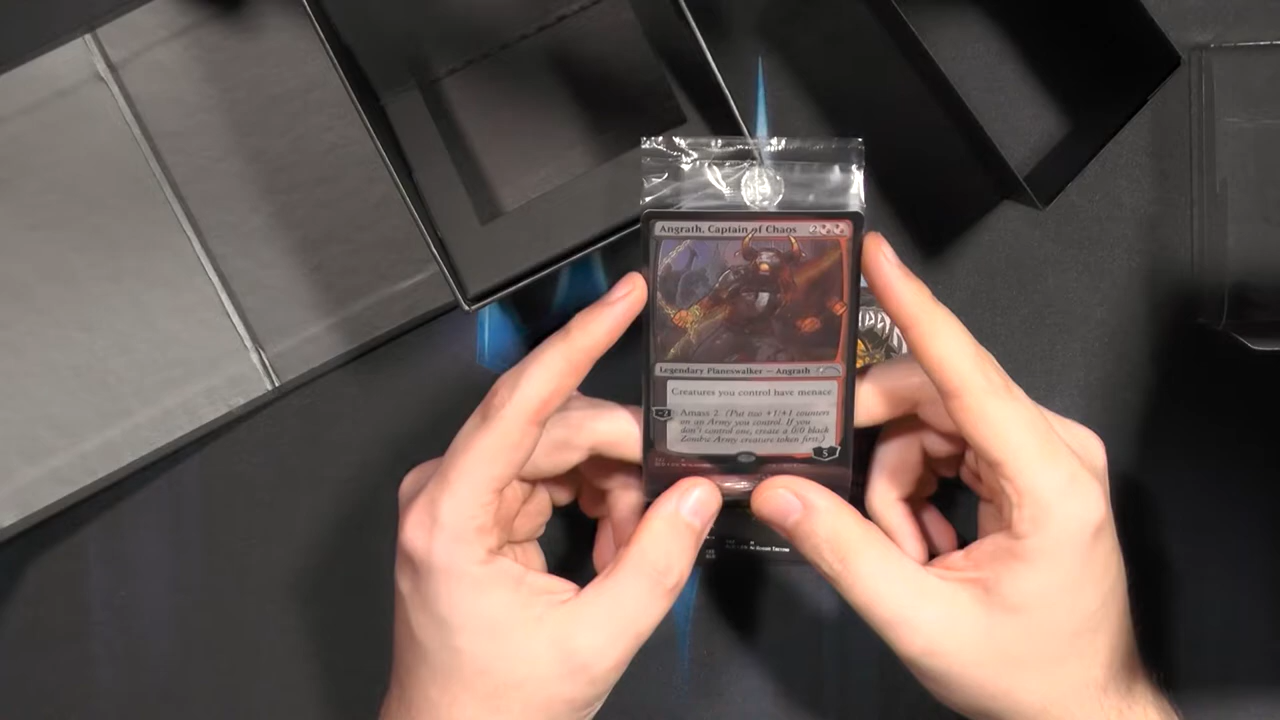 Angrath, Captain of Chaos 2
Legendary Planeswalker — Angrath
Creatures you control have menace
-2 Amass 2. (Put two +1/+1 counters
on an Army you control. If you
don't control one, create a 0/0 black
Zombie Army creature token first.)
5